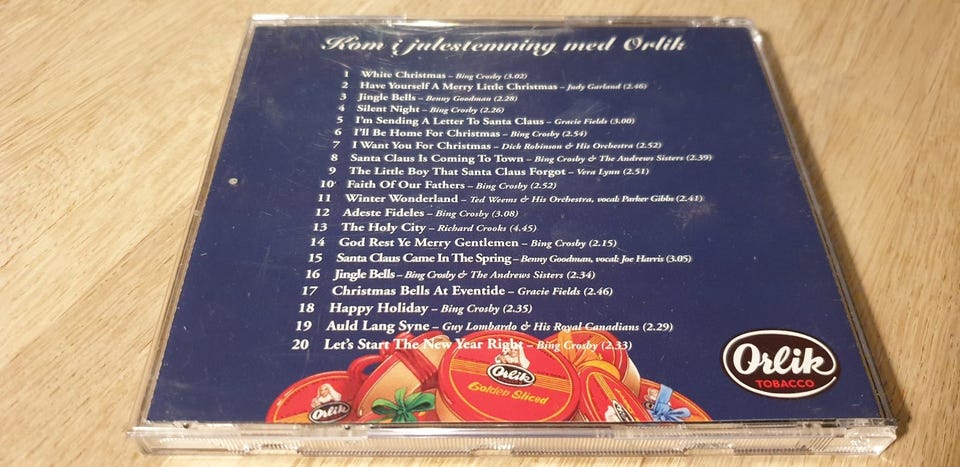 Kom i julestemning med Orlik
1 White Christmas – Bing Crosby (3.02)
2 Have Yourself A Merry Little Christmas – Judy Garland (2.46)
3 Jingle Bells – Benny Goodman (2.28)
4 Silent Night – Bing Crosby (2.26)
5 I'm Sending A Letter To Santa Claus – Gracie Fields (3.00)
6 I'll Be Home For Christmas – Bing Crosby (2.54)
7 I Want You For Christmas – Dick Robinson & His Orchestra (2.52)
8 Santa Claus Is Coming To Town – Bing Crosby & The Andrews Sisters (2.39)
9 The Little Boy That Santa Claus Forgot – Vera Lynn (2.51)
10 Faith Of Our Fathers – Bing Crosby (2.52)
11 Winter Wonderland – Ted Weems & His Orchestra, vocal: Parker Gibbs (2.41)
12 Adeste Fideles – Bing Crosby (3.08)
13 The Holy City – Richard Crooks (4.45)
14 God Rest Ye Merry Gentlemen – Bing Crosby (2.15)
15 Santa Claus Came In The Spring – Benny Goodman, vocal: Joe Harris (3.05)
16 Jingle Bells – Bing Crosby & The Andrews Sisters (2.34)
17 Christmas Bells At Eventide – Gracie Fields (2.46)
18 Happy Holiday – Bing Crosby (2.35)
19 Auld Lang Syne – Guy Lombardo & His Royal Canadians (2.29)
20 Let's Start The New Year Right – Bing Crosby (2.33)
Orlik
TOBACCO
Orlik
Golden Sliced
Orlik